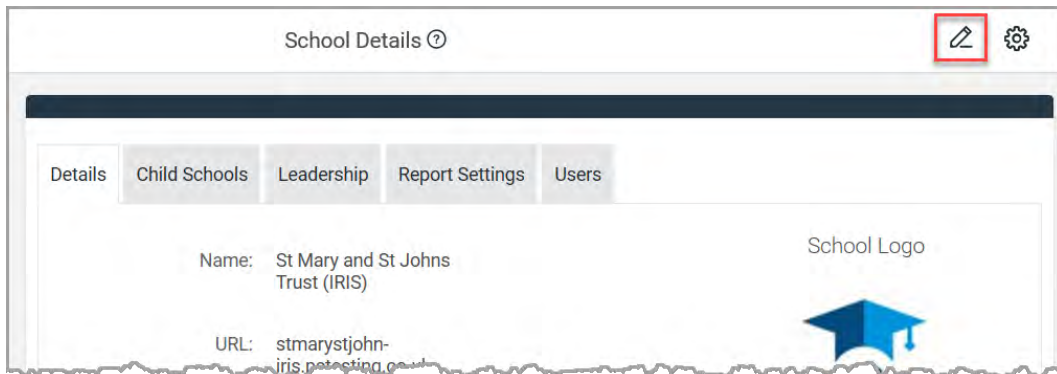 School Details
Details Child Schools Leadership Report Settings Users
School Logo
Name: St Mary and St Johns
Trust (IRIS)
URL: stmarystjohn-